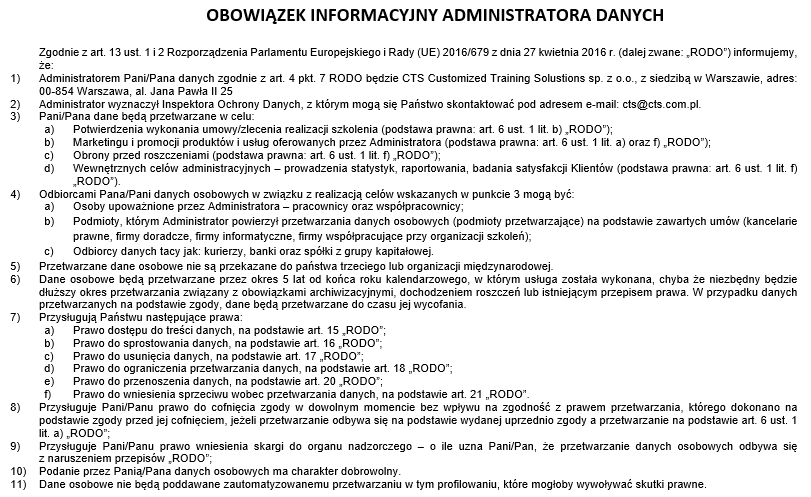 OBOWIĄZEK INFORMACYJNY ADMINISTRATORA DANYCH
Zgodnie z art. 13 ust. 1 i 2 Rozporządzenia Parlamentu Europejskiego i Rady (UE) 2016/679 z dnia 27 kwietnia 2016 r. (dalej zwane: „RODO”) informujemy,
że:
1) Administratorem Pani/Pana danych zgodnie z art. 4 pkt. 7 RODO będzie CTS Customized Training Solustions sp. z o.o., z siedzibą w Warszawie, adres:
00-854 Warszawa, al. Jana Pawła II 25
2) Administrator wyznaczył Inspektora Ochrony Danych, z którym mogą się Państwo skontaktować pod adresem e-mail: cts@cts.com.pl.
3) Pani/Pana dane będą przetwarzane w celu:
a) Potwierdzenia wykonania umowy/zlecenia realizacji szkolenia (podstawa prawna: art. 6 ust. 1 lit. b) „RODO”);
b) Marketingu i promocji produktów i usług oferowanych przez Administratora (podstawa prawna: art. 6 ust. 1 lit. a) oraz f) „RODO”);
c) Obrony przed roszczeniami (podstawa prawna: art. 6 ust. 1 lit. f) „RODO”);
d) Wewnętrznych celów administracyjnych – prowadzenia statystyk, raportowania, badania satysfakcji Klientów (podstawa prawna: art. 6 ust. 1 lit. f)
„RODO”).
4) Odbiorcami Pana/Pani danych osobowych w związku z realizacją celów wskazanych w punkcie 3 mogą być:
a) Osoby upoważnione przez Administratora – pracownicy oraz współpracownicy;
b) Podmioty, którym Administrator powierzył przetwarzania danych osobowych (podmioty przetwarzające) na podstawie zawartych umów (kancelarie
prawne, firmy doradcze, firmy informatyczne, firmy współpracujące przy organizacji szkoleń);
c) Odbiorcy danych tacy jak: kurierzy, banki oraz spółki z grupy kapitałowej.
5) Przetwarzane dane osobowe nie są przekazane do państwa trzeciego lub organizacji międzynarodowej.
6) Dane osobowe będą przetwarzane przez okres 5 lat od końca roku kalendarzowego, w którym usługa została wykonana, chyba że niezbędny będzie
dłuższy okres przetwarzania związany z obowiązkami archiwizacyjnymi, dochodzeniem roszczeń lub istniejącym przepisem prawa. W przypadku danych
przetwarzanych na podstawie zgody, dane będą przetwarzane do czasu jej wycofania.
7) Przysługują Państwu następujące prawa:
a) Prawo dostępu do treści danych, na podstawie art. 15 „RODO”;
b) Prawo do sprostowania danych, na podstawie art. 16 „RODO”;
c) Prawo do usunięcia danych, na podstawie art. 17 „RODO”;
d) Prawo do ograniczenia przetwarzania danych, na podstawie art. 18 „RODO”;
e) Prawo do przenoszenia danych, na podstawie art. 20 „RODO”;
f) Prawo do wniesienia sprzeciwu wobec przetwarzania danych, na podstawie art. 21 „RODO”.
8) Przysługuje Pani/Panu prawo do cofnięcia zgody w dowolnym momencie bez wpływu na zgodność z prawem przetwarzania, którego dokonano na
podstawie zgody przed jej cofnięciem, jeżeli przetwarzanie odbywa się na podstawie wydanej uprzednio zgody a przetwarzanie na podstawie art. 6 ust. 1
lit. a) „RODO”;
9) Przysługuje Pani/Panu prawo wniesienia skargi do organu nadzorczego – o ile uzna Pani/Pan, że przetwarzanie danych osobowych odbywa się
z naruszeniem przepisów „RODO”;
10) Podanie przez Panią/Pana danych osobowych ma charakter dobrowolny.
11) Dane osobowe nie będą poddawane zautomatyzowanemu przetwarzaniu w tym profilowaniu, które mogłoby wywoływać skutki prawne.